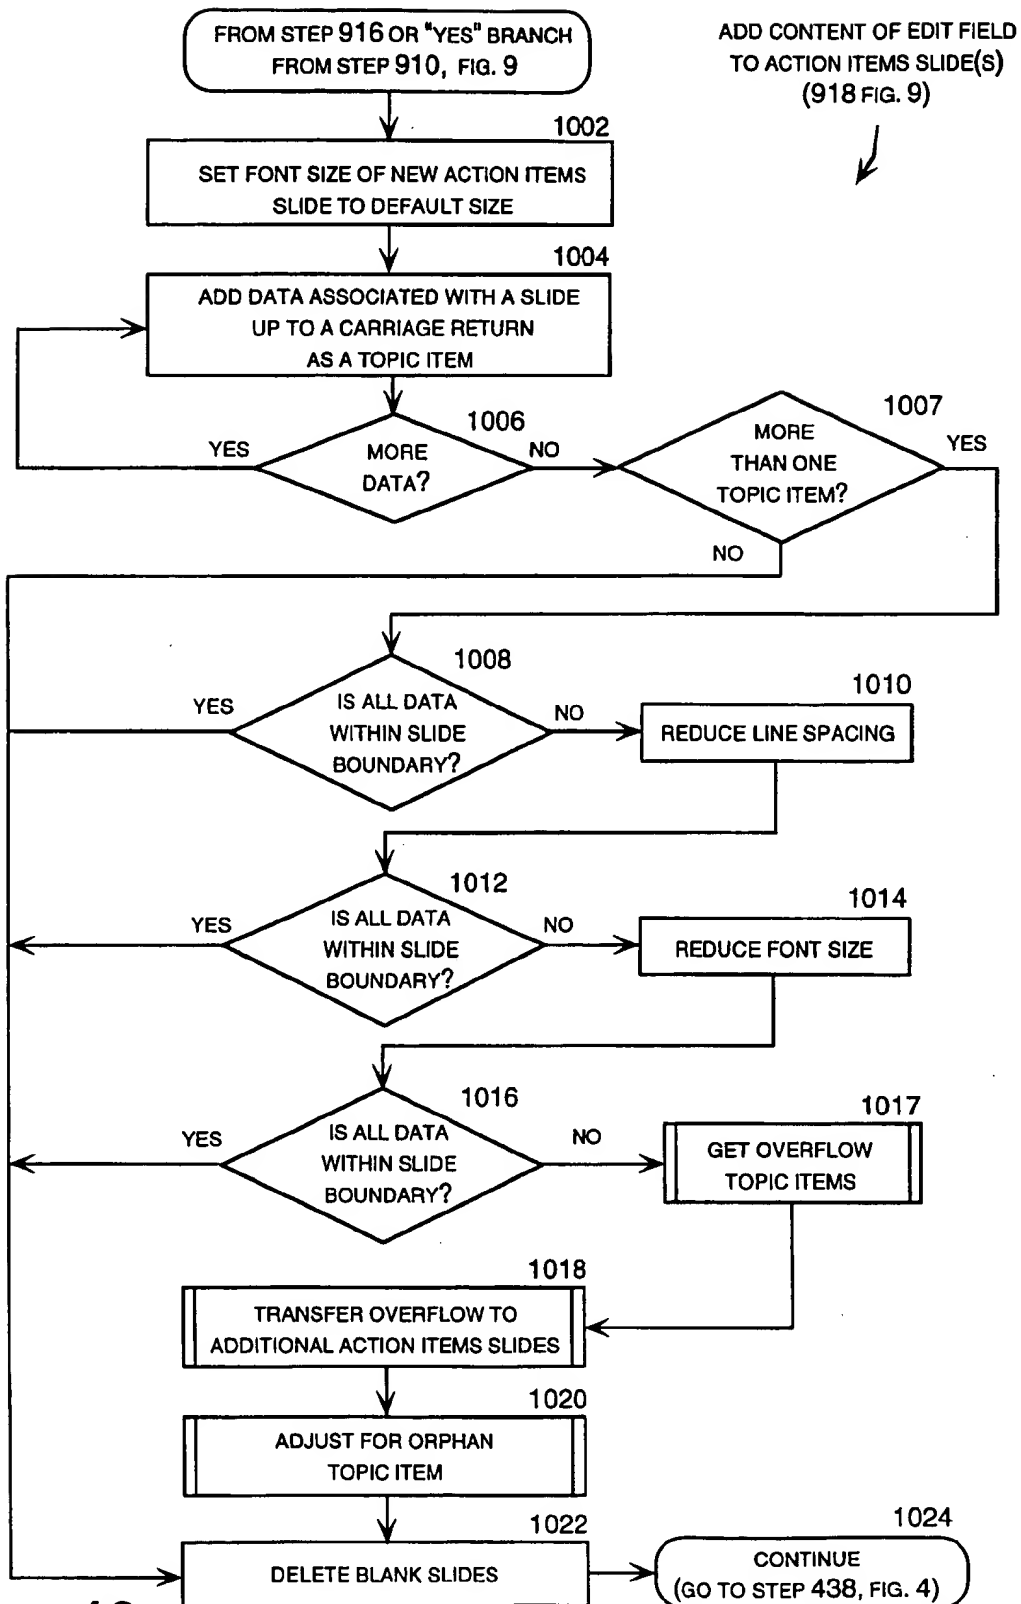 FROM STEP 916 OR "YES" BRANCH
FROM STEP 910, FIG. 9
ADD CONTENT OF EDIT FIELD
TO ACTION ITEMS SLIDE(S)
(918 FIG. 9)
1002
SET FONT SIZE OF NEW ACTION ITEMS
SLIDE TO DEFAULT SIZE
1004
ADD DATA ASSOCIATED WITH A SLIDE
UP TO A CARRIAGE RETURN
AS A TOPIC ITEM
1006
MORE
DATA?
YES
NO
1007
MORE
THAN ONE
TOPIC ITEM?
YES
NO
1008
IS ALL DATA
WITHIN SLIDE
BOUNDARY?
YES
NO
1010
REDUCE LINE SPACING
1012
IS ALL DATA
WITHIN SLIDE
BOUNDARY?
YES
NO
1014
REDUCE FONT SIZE
1016
IS ALL DATA
WITHIN SLIDE
BOUNDARY?
YES
NO
1017
GET OVERFLOW
TOPIC ITEMS
1018
TRANSFER OVERFLOW TO
ADDITIONAL ACTION ITEMS SLIDES
1020
ADJUST FOR ORPHAN
TOPIC ITEM
1022
DELETE BLANK SLIDES
1024
CONTINUE
(GO TO STEP 438, FIG. 4)